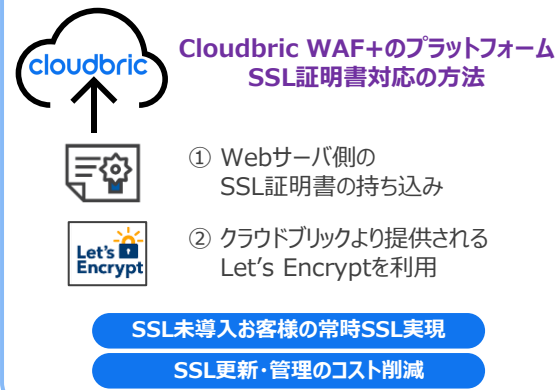 cloudbric
Cloudbric WAF+のプラットフォーム
SSL証明書対応の方法
① Webサーバ側の
SSL証明書の持ち込み
Let's
Encrypt
② クラウドブリックより提供される
Let's Encryptを利用
SSL未導入お客様の常時SSL実現
SSL更新・管理のコスト削減